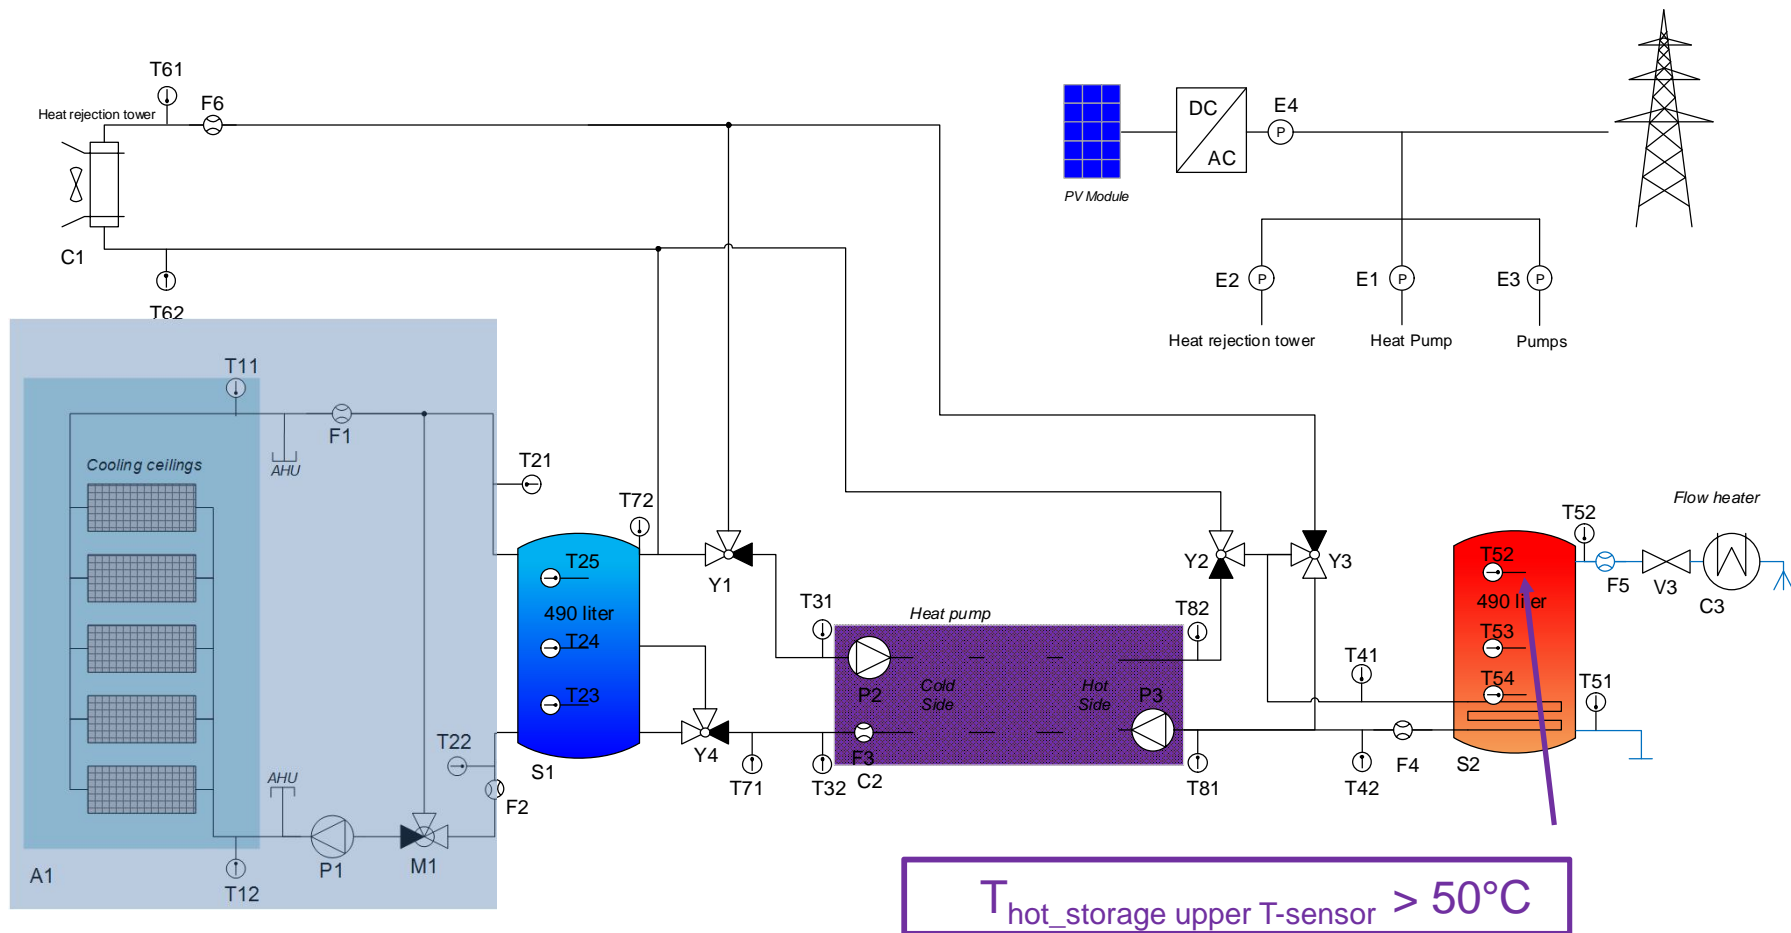 T61
Heat rejection tower
F6
C1
T62
DC
AC
E4
P
PV Module
E2
P
E1
P
E3
P
Heat rejection tower
Heat Pump
Pumps
T11
F1
AHU
Cooling ceilings
T21
T72
T25
490 liter
T24
T23
S1
T22
F2
AHU
P1
M1
T12
A1
Y1
Y4
T71
T31
T32
Heat pump
P2
Cold
Side
Hot
Side
P3
F3
C2
T82
T81
Y2
Y3
T41
T42
F4
T52
490 liter
T53
T54
S2
T52
F5
V3
C3
Flow heater
T51
Thot_storage upper T-sensor > 50°C